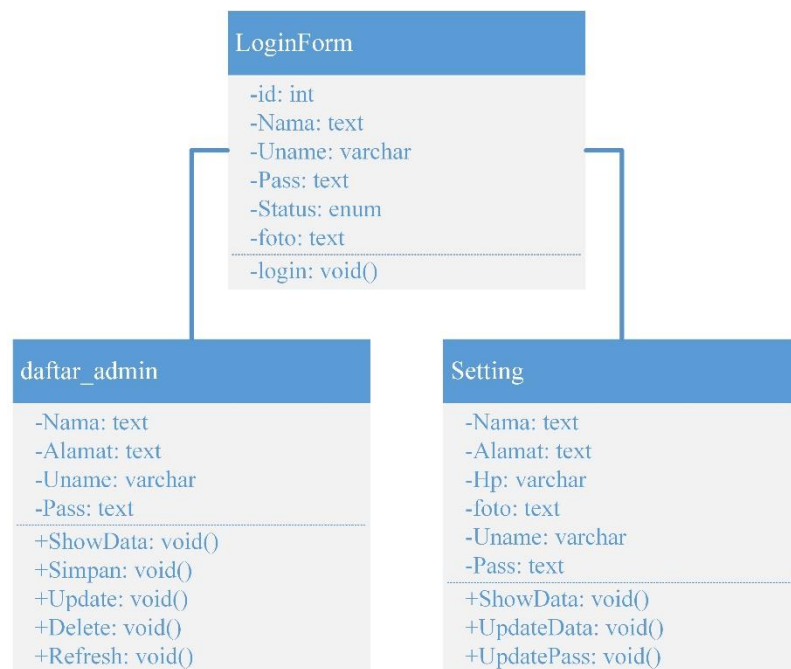 LoginForm
-id: int
-Nama: text
-Uname: varchar
-Pass: text
-Status: enum
-foto: text
-login: void()
daftar_admin
-Nama: text
-Alamat: text
-Uname: varchar
-Pass: text
+ShowData: void()
+Simpan: void()
+Update: void()
+Delete: void()
+Refresh: void()
Setting
-Nama: text
-Alamat: text
-Hp: varchar
-foto: text
-Uname: varchar
-Pass: text
+ShowData: void()
+UpdateData: void()
+UpdatePass: void()